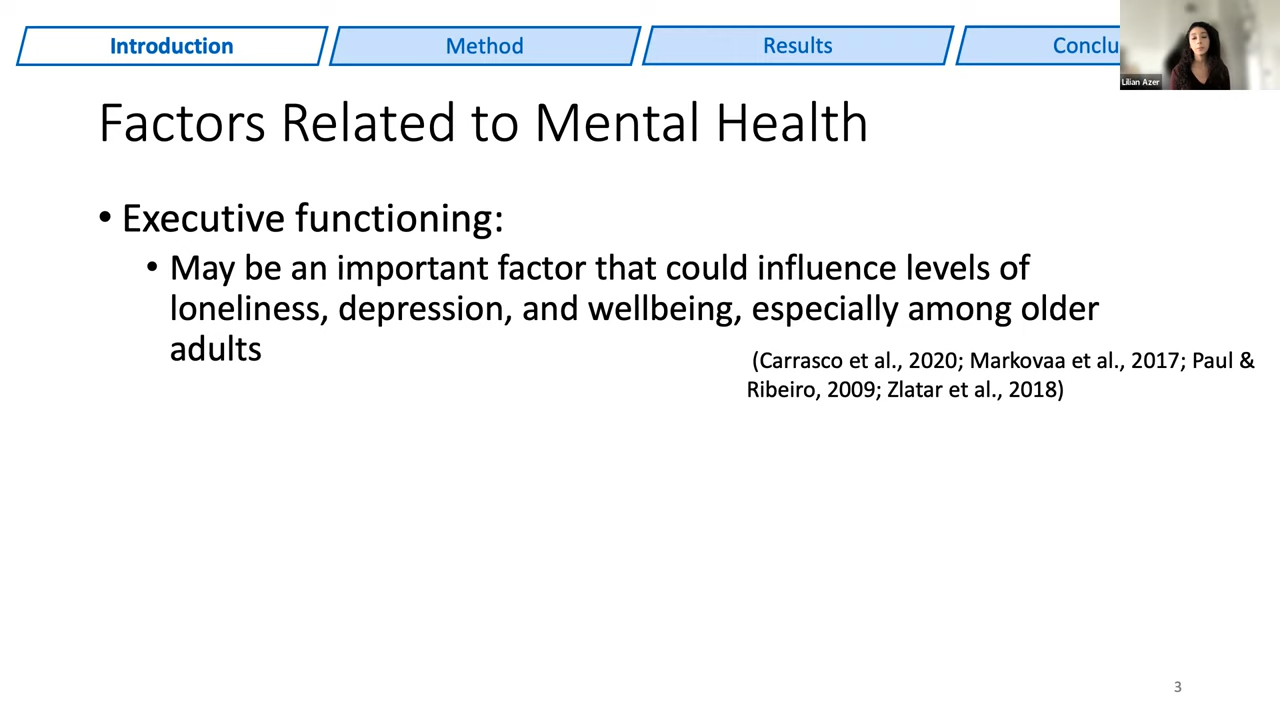 Introduction
Method
Results
Conclu
Lilian Azer
Factors Related to Mental Health
• Executive functioning:
• May be an important factor that could influence levels of
loneliness, depression, and wellbeing, especially among older
adults
(Carrasco et al., 2020; Markovaa et al., 2017; Paul &
Ribeiro, 2009; Zlatar et al., 2018)
3